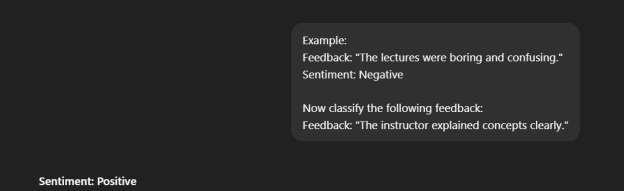 Example:
Feedback: "The lectures were boring and confusing."
Sentiment: Negative
Now classify the following feedback:
Feedback: "The instructor explained concepts clearly."
Sentiment: Positive